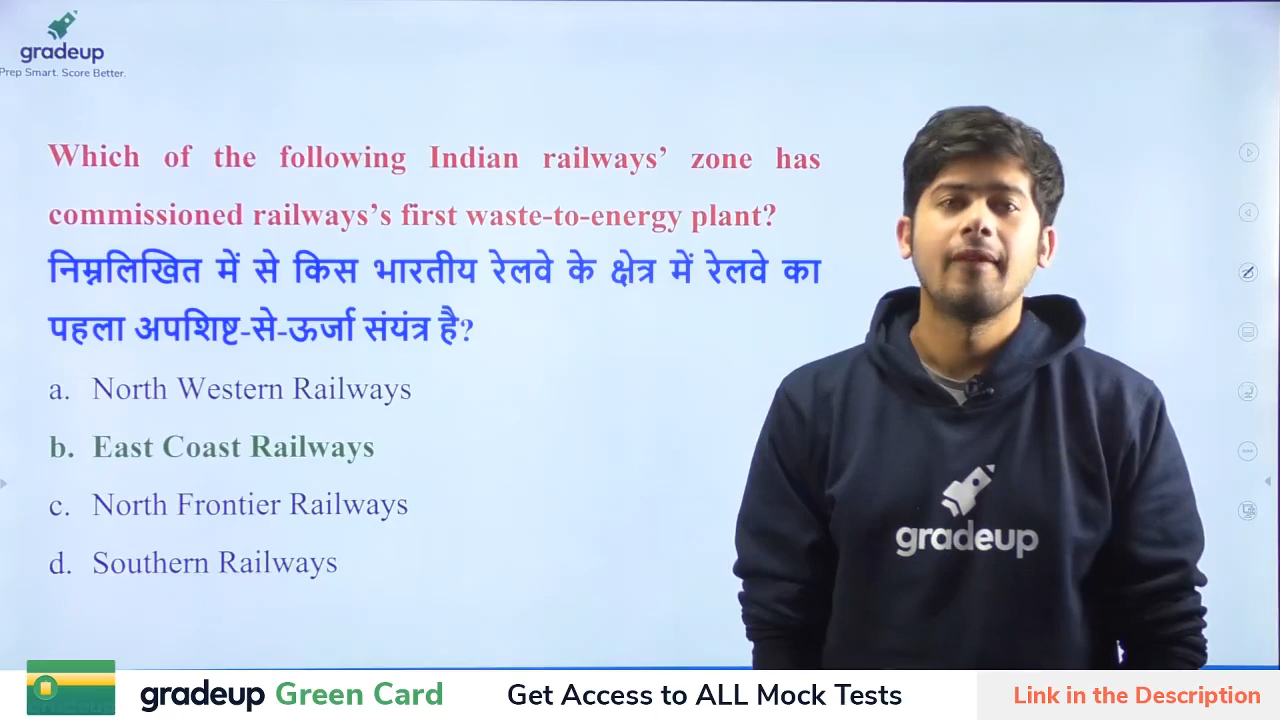 gradeup
Prep Smart. Score Better.
Which of the following Indian railways’ zone has
commissioned railways’s first waste-to-energy plant?
निम्नलिखित में से किस भारतीय रेलवे के क्षेत्र में रेलवे का
पहला अपशिष्ट-से-ऊर्जा संयंत्र है?
a. North Western Railways
b. East Coast Railways
c. North Frontier Railways
d. Southern Railways
gradeup
gradeup
gradeup Green Card
Get Access to ALL Mock Tests
Link in the Description